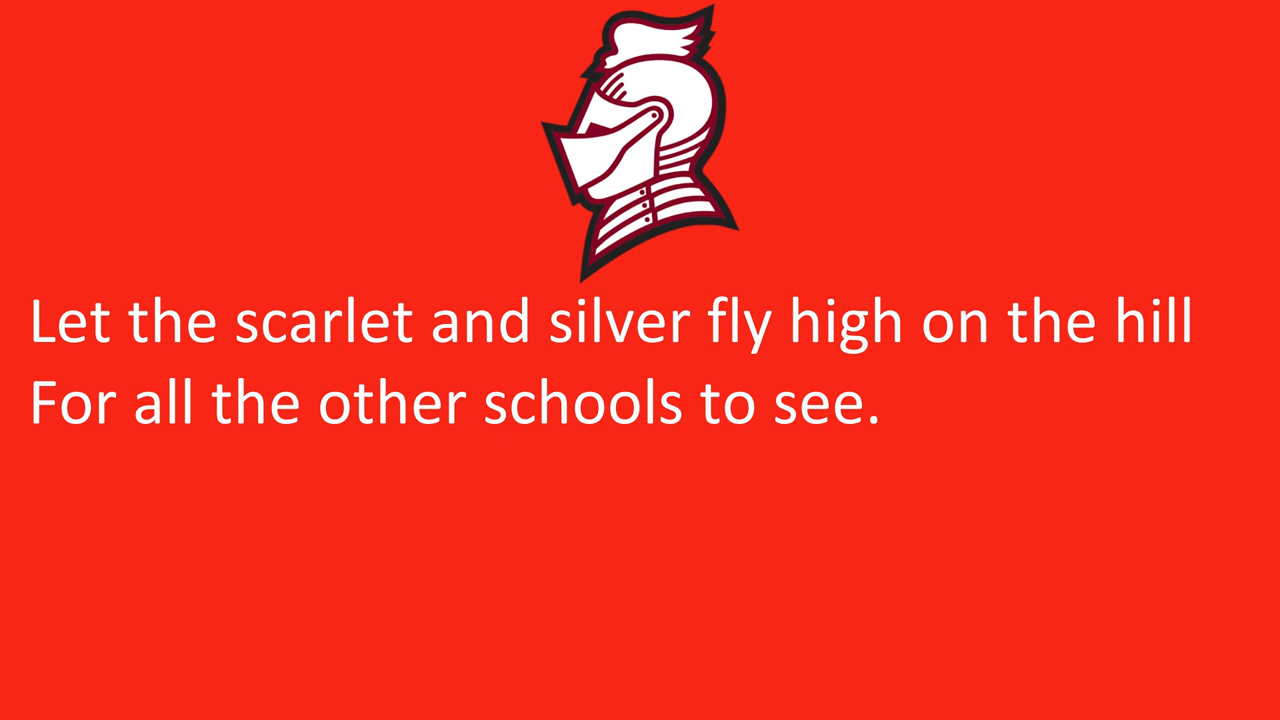 Let the scarlet and silver fly high on the hill
For all the other schools to see.